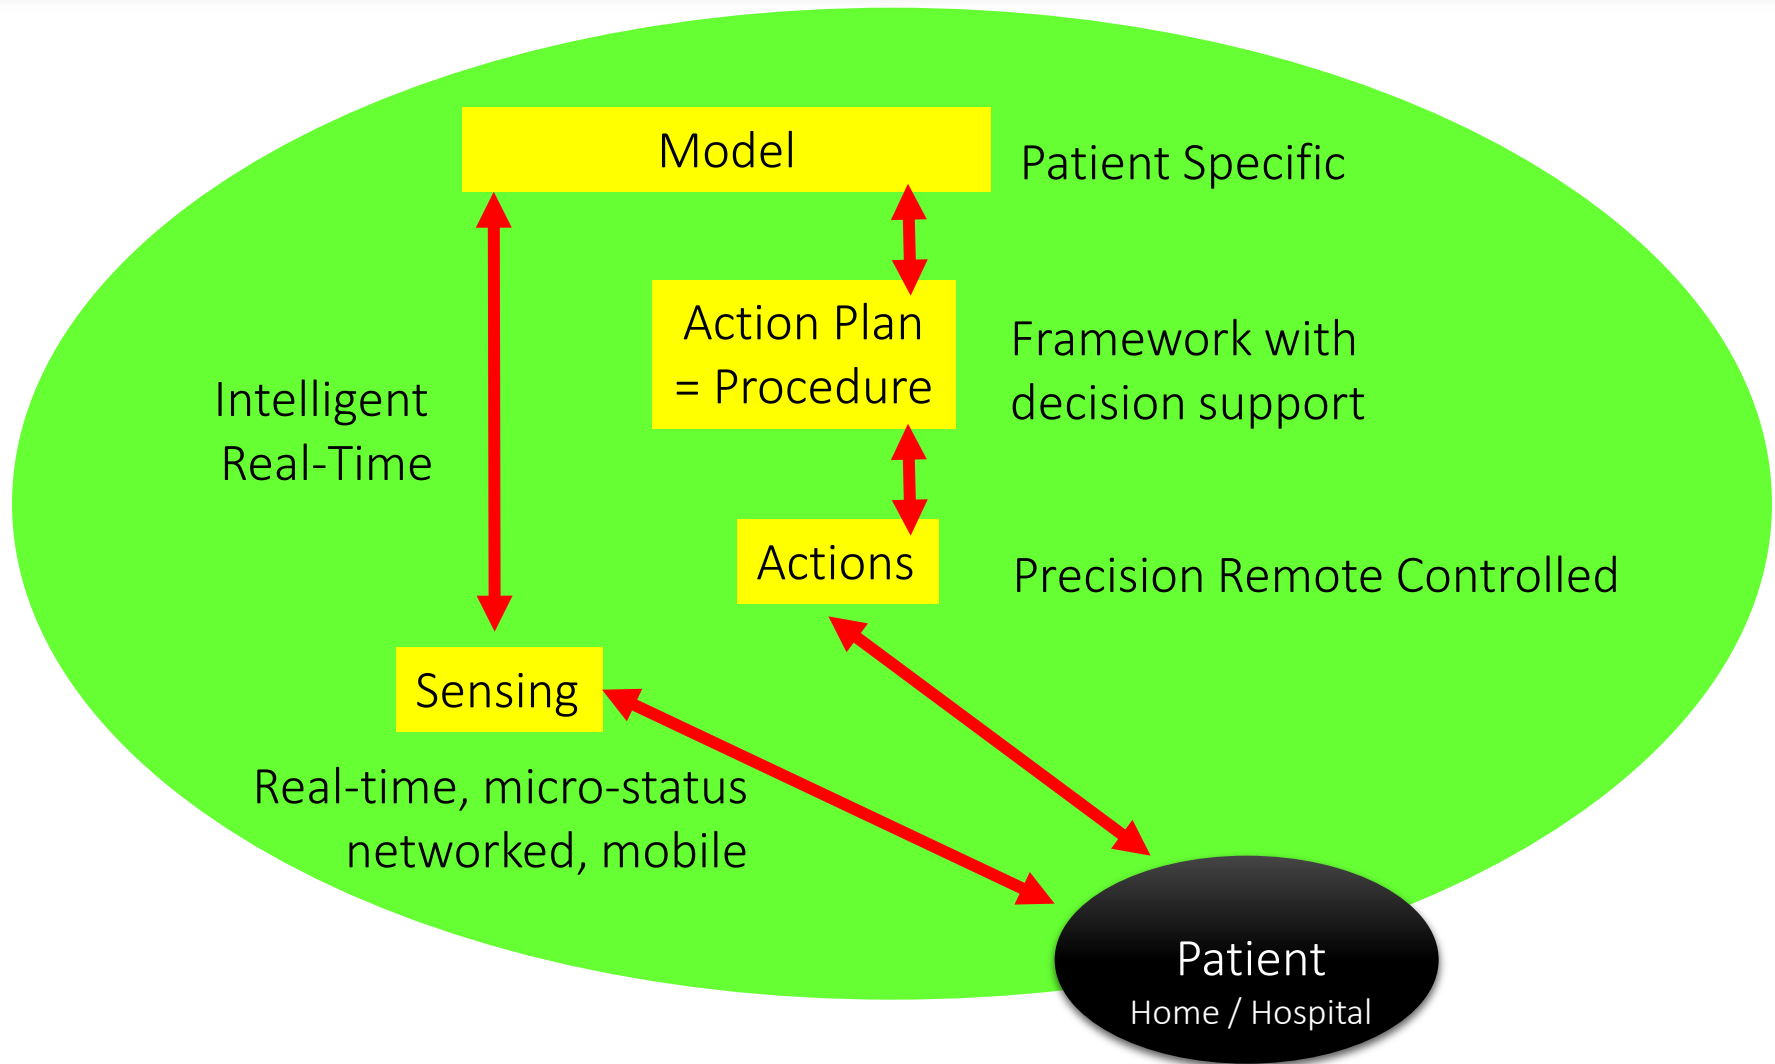 Model
Patient Specific
Action Plan
= Procedure
Framework with
decision support
Intelligent
Real-Time
Actions
Precision Remote Controlled
Sensing
Real-time, micro-status
networked, mobile
Patient
Home / Hospital